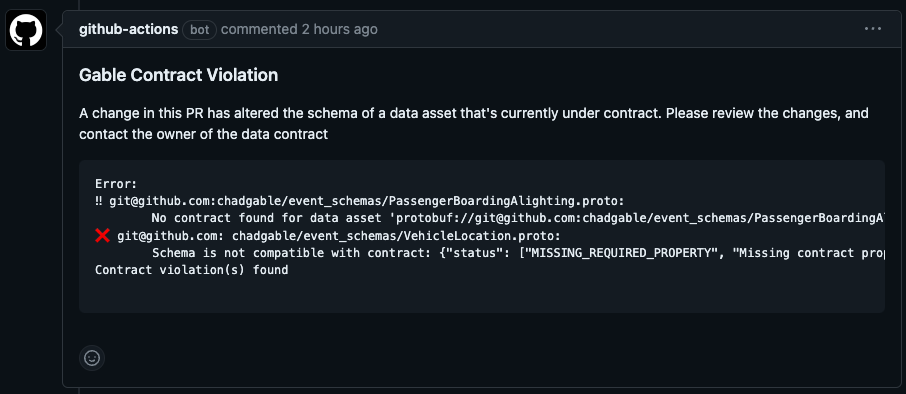 github-actions bot commented 2 hours ago
Gable Contract Violation
A change in this PR has altered the schema of a data asset that's currently under contract. Please review the changes, and
contact the owner of the data contract
Error:
‼ git@github.com:chadgable/event_schemas/PassengerBoardingAlighting.proto:
No contract found for data asset 'protobuf://git@github.com:chadgable/event_schemas/PassengerBoardingAl
❌ git@github.com: chadgable/event_schemas/VehicleLocation.proto:
Schema is not compatible with contract: {"status": ["MISSING_REQUIRED_PROPERTY", "Missing contract prop
Contract violation(s) found